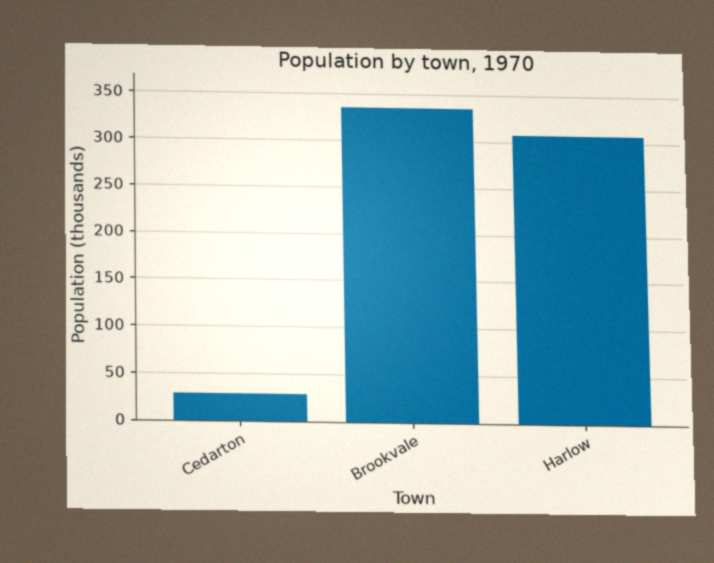 Population by town, 1970
Population (thousands)
350
300
250
200
150
100
50
0
Cedarton
Brookvale
Harlow
Town